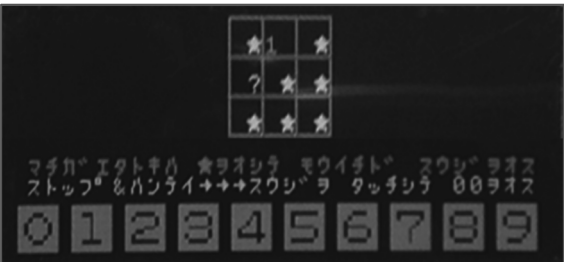 ★1 ★
? ★ ★
★ ★ ★
マチガ゛エタトキハ ★ヲオシテ モウイチド゛ スウジ゛ヲオス
ストップ゜&ハンテイ→→→スウジ゛ヲ タッチシテ 00ヲオス
0 1 2 3 4 5 6 7 8 9